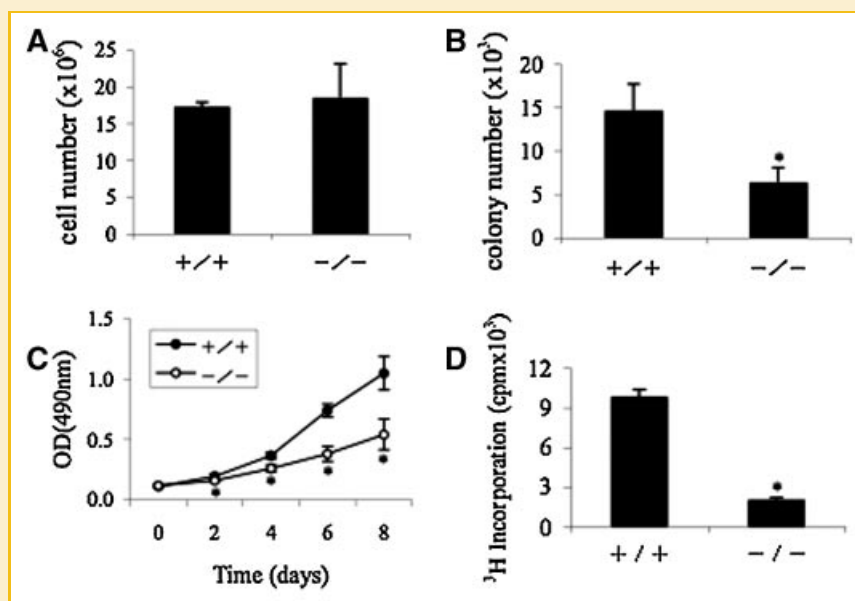 A
cell number (x10⁶)
25
20
15
10
5
0
+/+
-/-
B
colony number (x10³)
20
15
10
5
0
+/+
-/-
C
OD(490nm)
1.5
1.0
0.5
0.0
+/+
-/-
0 2 4 6 8
Time (days)
D
³H Incorporation (cpmx10³)
12
9
6
3
0
+/+
-/-